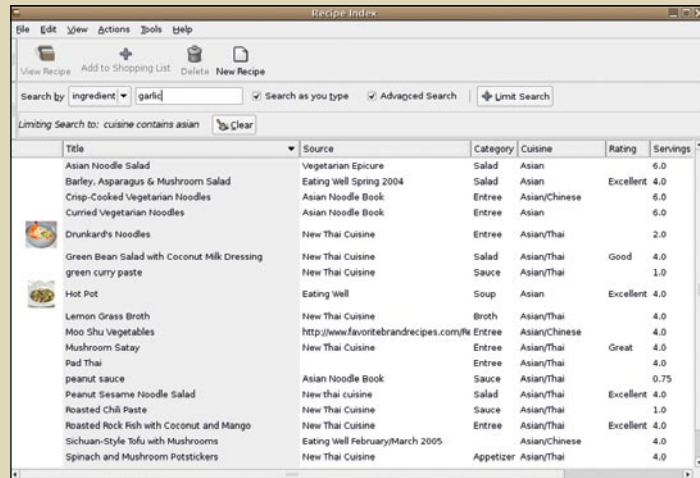 Recipe Index
File Edit View Actions Tools Help
View Recipe Add to Shopping List Delete New Recipe
Search by ingredient garlic Search as you type Advanced Search Limit Search
Limiting Search to: cuisine contains asian Clear
Title Source Category Cuisine Rating Servings
Asian Noodle Salad Vegetarian Epicure Salad Asian 6.0
Barley, Asparagus & Mushroom Salad Eating Well Spring 2004 Salad Asian Excellent 4.0
Crisp-Cooked Vegetarian Noodles Asian Noodle Book Entree Asian/Chinese 6.0
Curried Vegetarian Noodles Asian Noodle Book Entree Asian 6.0
Drunkard's Noodles New Thai Cuisine Entree Asian/Thai 2.0
Green Bean Salad with Coconut Milk Dressing New Thai Cuisine Salad Asian/Thai Good 4.0
green curry paste New Thai Cuisine Sauce Asian/Thai 1.0
Hot Pot Eating Well Soup Asian Excellent 4.0
Lemon Grass Broth New Thai Cuisine Broth Asian/Thai 4.0
Moo Shu Vegetables http://www.favoritebrandrecipes.com/Re Entree Asian/Chinese 4.0
Mushroom Satay New Thai Cuisine Entree Asian/Thai Great 4.0
Pad Thai Entree Asian/Thai 4.0
peanut sauce Asian Noodle Book Sauce Asian/Thai 0.75
Peanut Sesame Noodle Salad New thai cuisine Salad Asian/Thai Excellent 4.0
Roasted Chili Paste New Thai Cuisine Sauce Asian/Thai 1.0
Roasted Rock Fish with Coconut and Mango New Thai Cuisine Entree Asian/Thai Excellent 4.0
Sichuan-Style Tofu with Mushrooms Eating Well February/March 2005 Asian/Chinese 4.0
Spinach and Mushroom Potstickers New Thai Cuisine Appetizer Asian/Thai 4.0